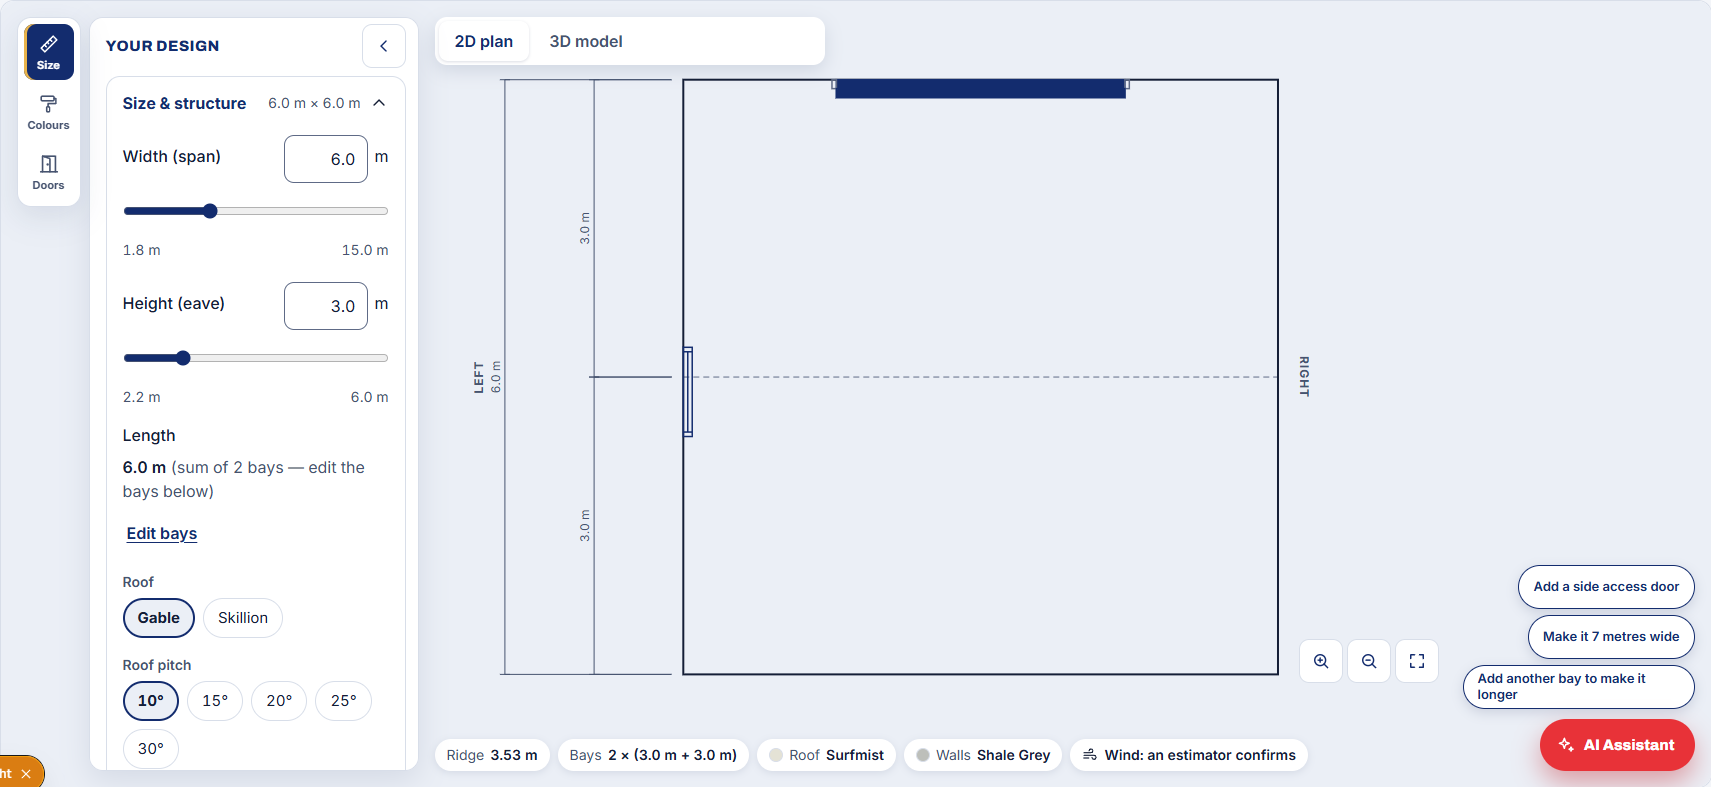 Size
Colours
Doors
YOUR DESIGN
Size & structure 6.0 m × 6.0 m
Width (span) 6.0 m
1.8 m 15.0 m
Height (eave) 3.0 m
2.2 m 6.0 m
Length
6.0 m (sum of 2 bays — edit the
bays below)
Edit bays
Roof
Gable Skillion
Roof pitch
10° 15° 20° 25°
30°
ht ×
2D plan 3D model
3.0 m
LEFT
6.0 m
3.0 m
RIGHT
Ridge 3.53 m
Bays 2 × (3.0 m + 3.0 m)
Roof Surfmist
Walls Shale Grey
Wind: an estimator confirms
Add a side access door
Make it 7 metres wide
Add another bay to make it
longer
AI Assistant